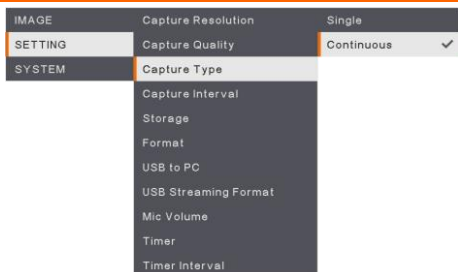 IMAGE
SETTING
SYSTEM
Capture Resolution
Capture Quality
Capture Type
Capture Interval
Storage
Format
USB to PC
USB Streaming Format
Mic Volume
Timer
Timer Interval
Single
Continuous